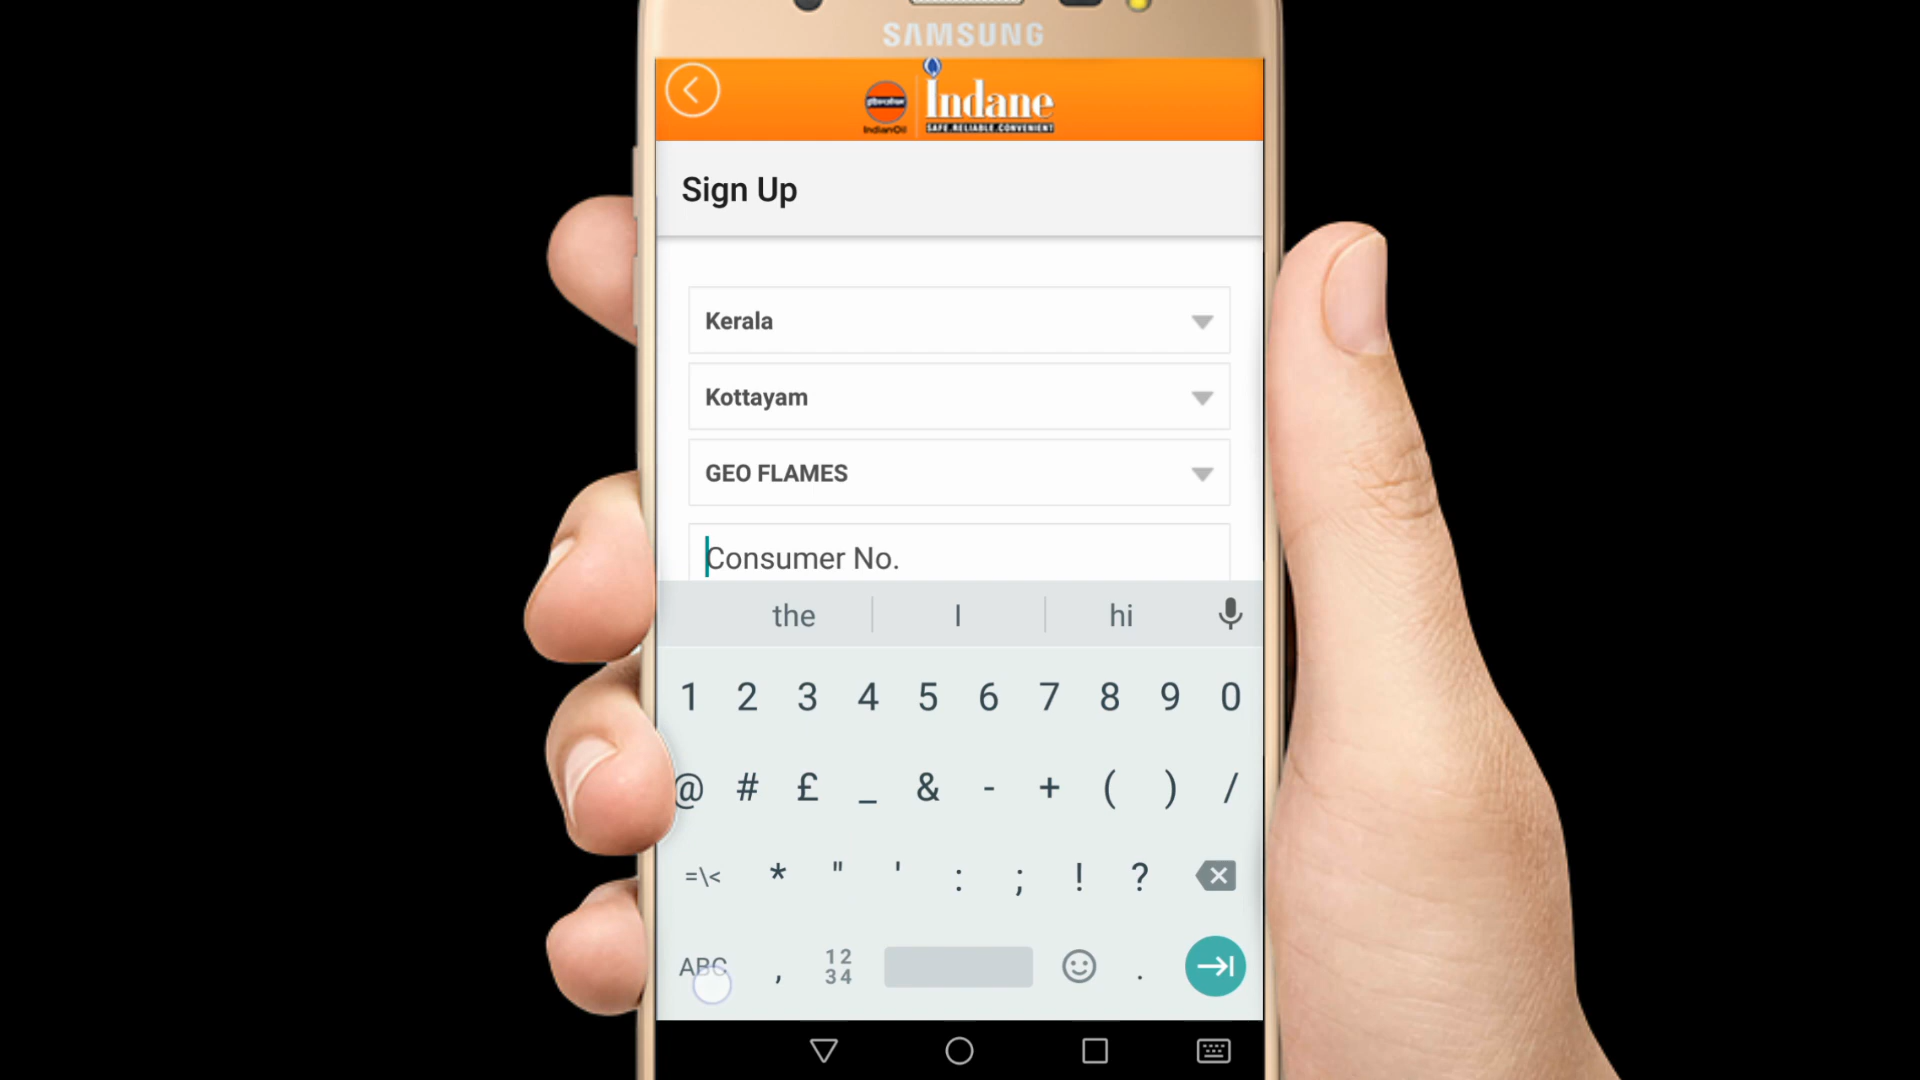 SAMSUNG
Indane
IndianOil
SAFE.RELIABLE.CONVENIENT
Sign Up
Kerala
Kottayam
GEO FLAMES
Consumer No.
the I hi
1 2 3 4 5 6 7 8 9 0
@ # £ _ & - + ( ) /
=\< * " ' : ; ! ?
ABC , 12 34 .